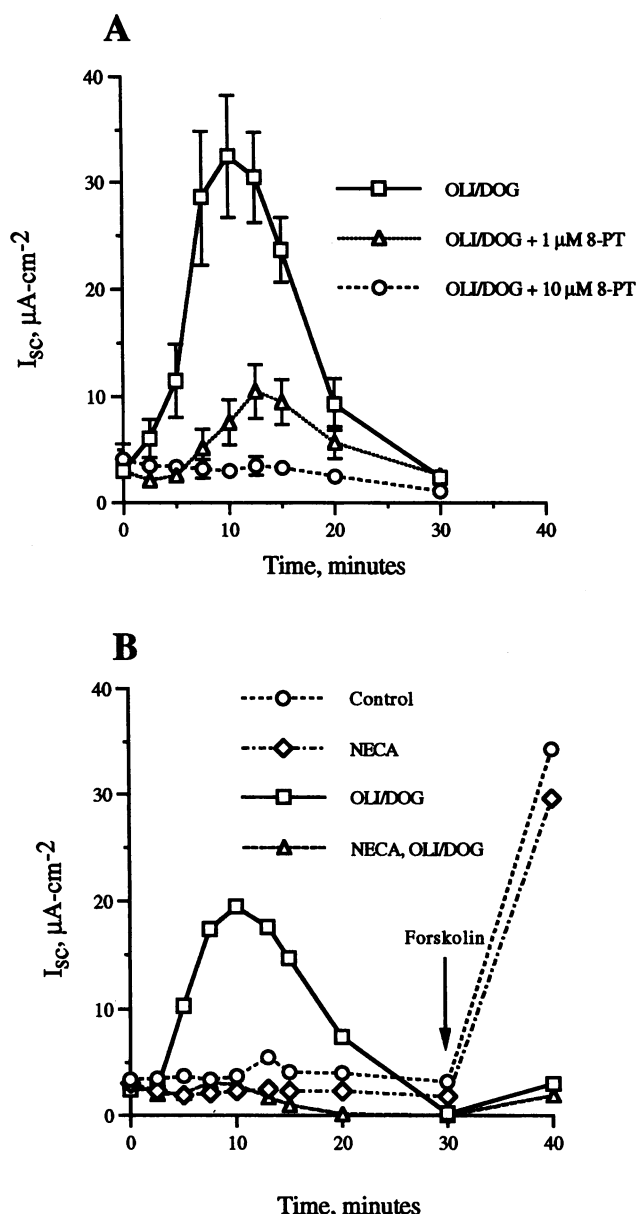 A
40
30
20
10
0
I_SC, µA-cm-2
OLI/DOG
OLI/DOG + 1 µM 8-PT
OLI/DOG + 10 µM 8-PT
0 10 20 30 40
Time, minutes
B
40
30
20
10
0
I_SC, µA-cm-2
Control
NECA
OLI/DOG
NECA, OLI/DOG
Forskolin
0 10 20 30 40
Time, minutes